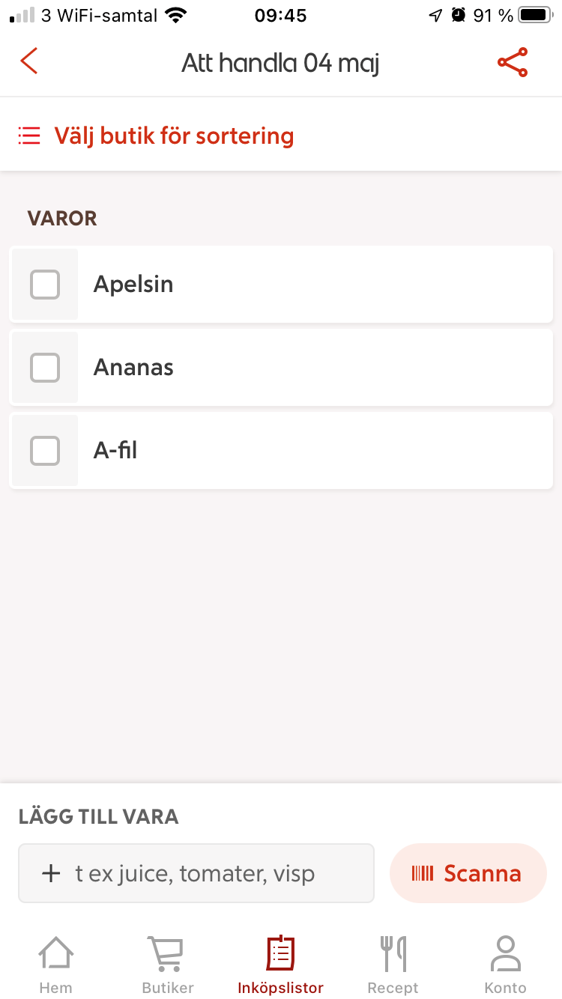 3 WiFi-samtal 09:45 91 %
Att handla 04 maj
Välj butik för sortering
VAROR
Apelsin
Ananas
A-fil
LÄGG TILL VARA
+ t ex juice, tomater, visp
Scanna
Hem Butiker Inköpslistor Recept Konto